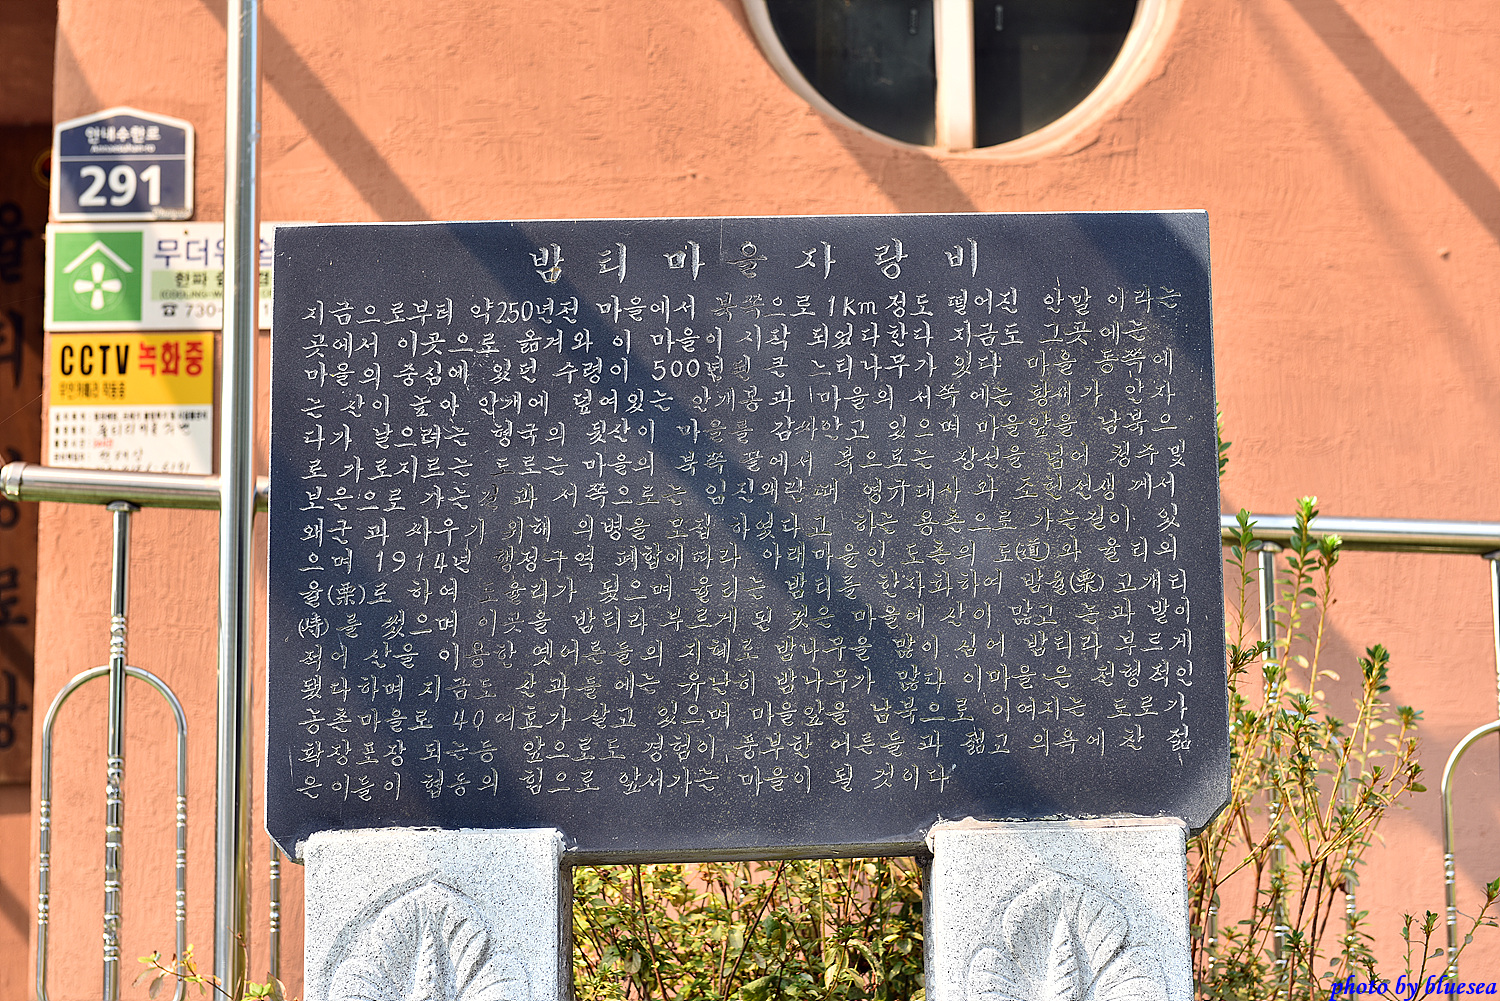 안내수한로
291
무더위
한파
730-
CCTV 녹화중
밤티마을자랑비
지금으로부터 약250년전 마을에서 북쪽으로 1Km 정도 떨어진 안말 이라는
곳에서 이곳으로 옮겨와 이 마을이 시작 되었다한다 지금도 그곳에는
마을의 중심에 있던 수령이 500년된 큰 느티나무가 있다 마을 동쪽에
는 산이 높아 안개에 덮여있는 안개봉과 마을의 서쪽에는 황새가 안자
다가 날으려는 형국의 뒷산이 마을를 감싸안고 있으며 마을앞을 남북으
로 가로지르는 도로는 마을의 북쪽 끝에서 북으로는 장선을 넘어 청주및
보은으로 가는길과 서쪽으로는 임진왜란때 영규대사와 조헌선생 께서
왜군과 싸우기 위해 의병을 모집 하였다고 하는 용촌으로 가는길이 있
으며 1914년 행정구역 폐합에따라 아래마을인 도촌의 도(道)와 율티의
율(栗)로 하여 도율리가 됮으며 율티는 밤티를 한자화하여 밤율(栗)고개티
(峙)를 썼으며 이곳을 밤티라 부르게 된 것은 마을에 산이 많고 논과 밭이
적어 산을 이용한 옛어른들의 지혜로 밤나무을 많이 심어 밤티라 부르게
됐다하며 지금도 산과들에는 유난히 밤나무가 많다 이마을은 전형적인
농촌마을로 40여호가 살고 있으며 마을앞을 남북으로 이여지는 도로가
확장포장 되는등 앞으로도 경험이 풍부한 어른들과 젊고 의욕에찬 젊
은이들이 협동의 힘으로 앞서가는 마을이 될 것이다
photo by bluesea